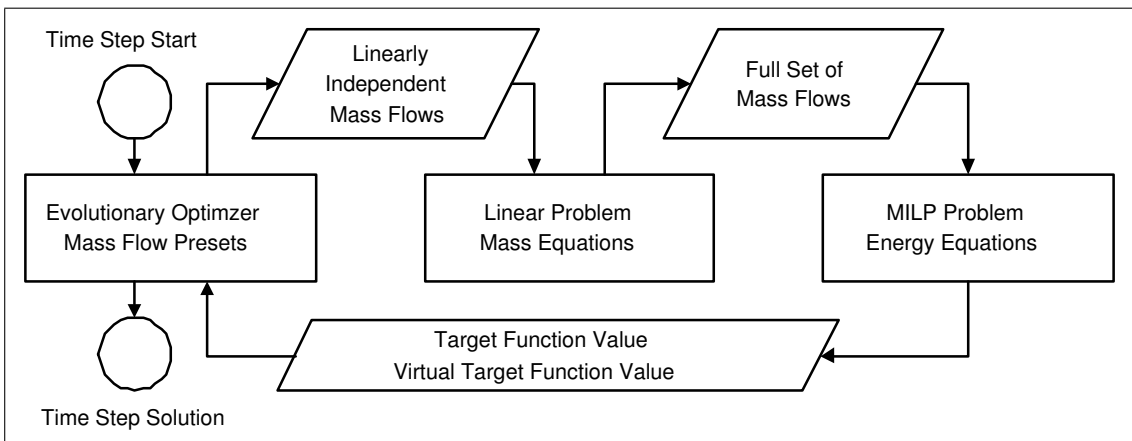 Time Step Start
Linearly
Independent
Mass Flows
Full Set of
Mass Flows
Evolutionary Optimzer
Mass Flow Presets
Linear Problem
Mass Equations
MILP Problem
Energy Equations
Target Function Value
Virtual Target Function Value
Time Step Solution